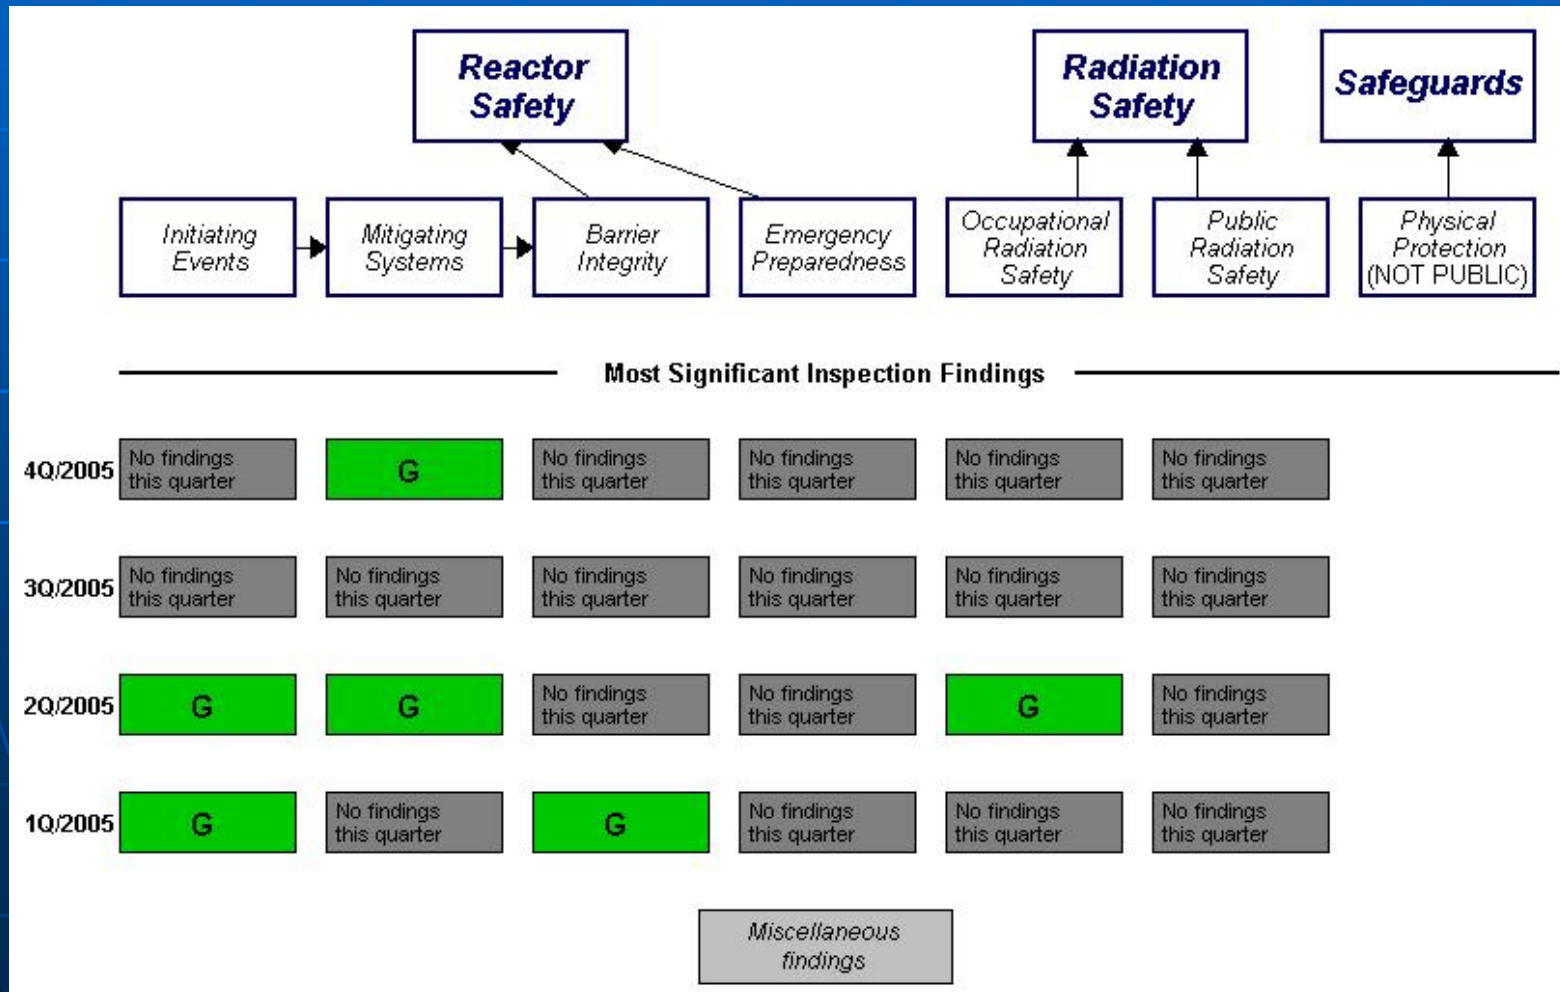 Reactor
Safety
Radiation
Safety
Safeguards
Initiating
Events
Mitigating
Systems
Barrier
Integrity
Emergency
Preparedness
Occupational
Radiation
Safety
Public
Radiation
Safety
Physical
Protection
(NOT PUBLIC)
Most Significant Inspection Findings
4Q/2005
No findings
this quarter
G
No findings
this quarter
No findings
this quarter
No findings
this quarter
No findings
this quarter
3Q/2005
No findings
this quarter
No findings
this quarter
No findings
this quarter
No findings
this quarter
No findings
this quarter
No findings
this quarter
2Q/2005
G
G
No findings
this quarter
No findings
this quarter
G
No findings
this quarter
1Q/2005
G
No findings
this quarter
G
No findings
this quarter
No findings
this quarter
No findings
this quarter
Miscellaneous
findings